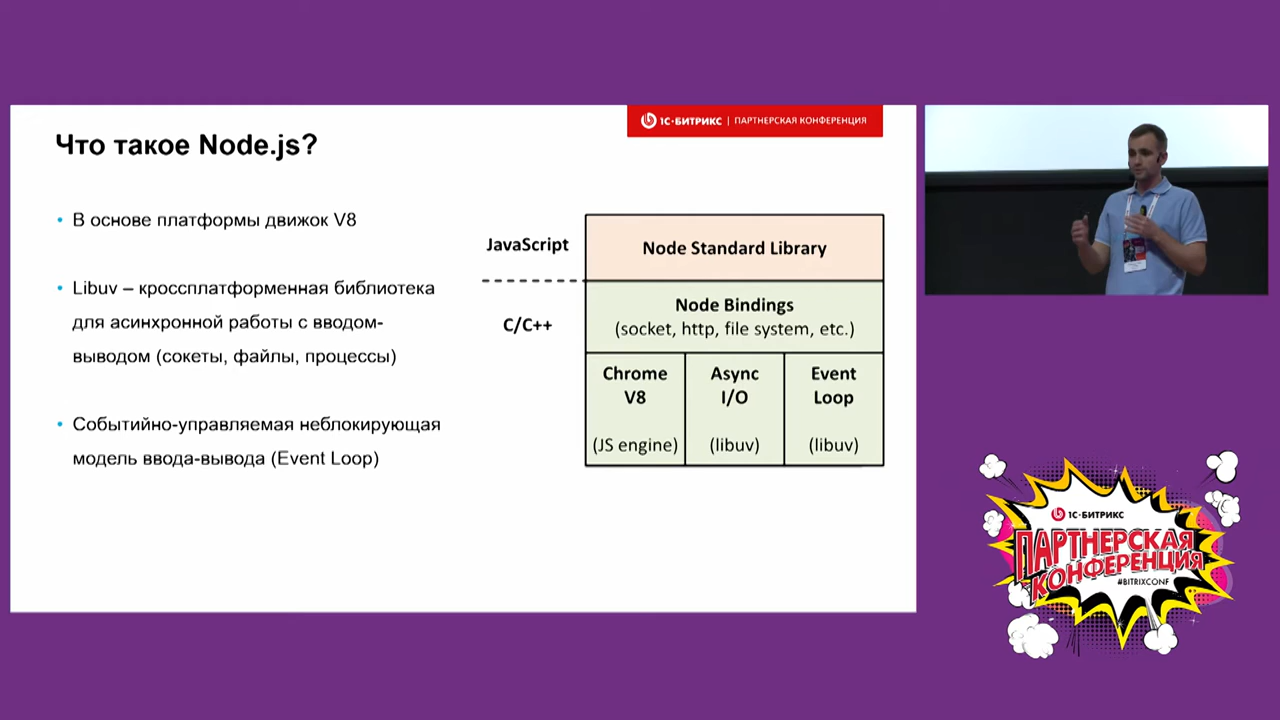 1С-БИТРИКС | ПАРТНЕРСКАЯ КОНФЕРЕНЦИЯ
Что такое Node.js?
• В основе платформы движок V8
• Libuv – кроссплатформенная библиотека
для асинхронной работы с вводом-
выводом (сокеты, файлы, процессы)
• Событийно-управляемая неблокирующая
модель ввода-вывода (Event Loop)
JavaScript
Node Standard Library
C/C++
Node Bindings
(socket, http, file system, etc.)
Chrome
V8
(JS engine)
Async
I/O
(libuv)
Event
Loop
(libuv)
1С-БИТРИКС
ПАРТНЕРСКАЯ
КОНФЕРЕНЦИЯ
#BITRIXCONF